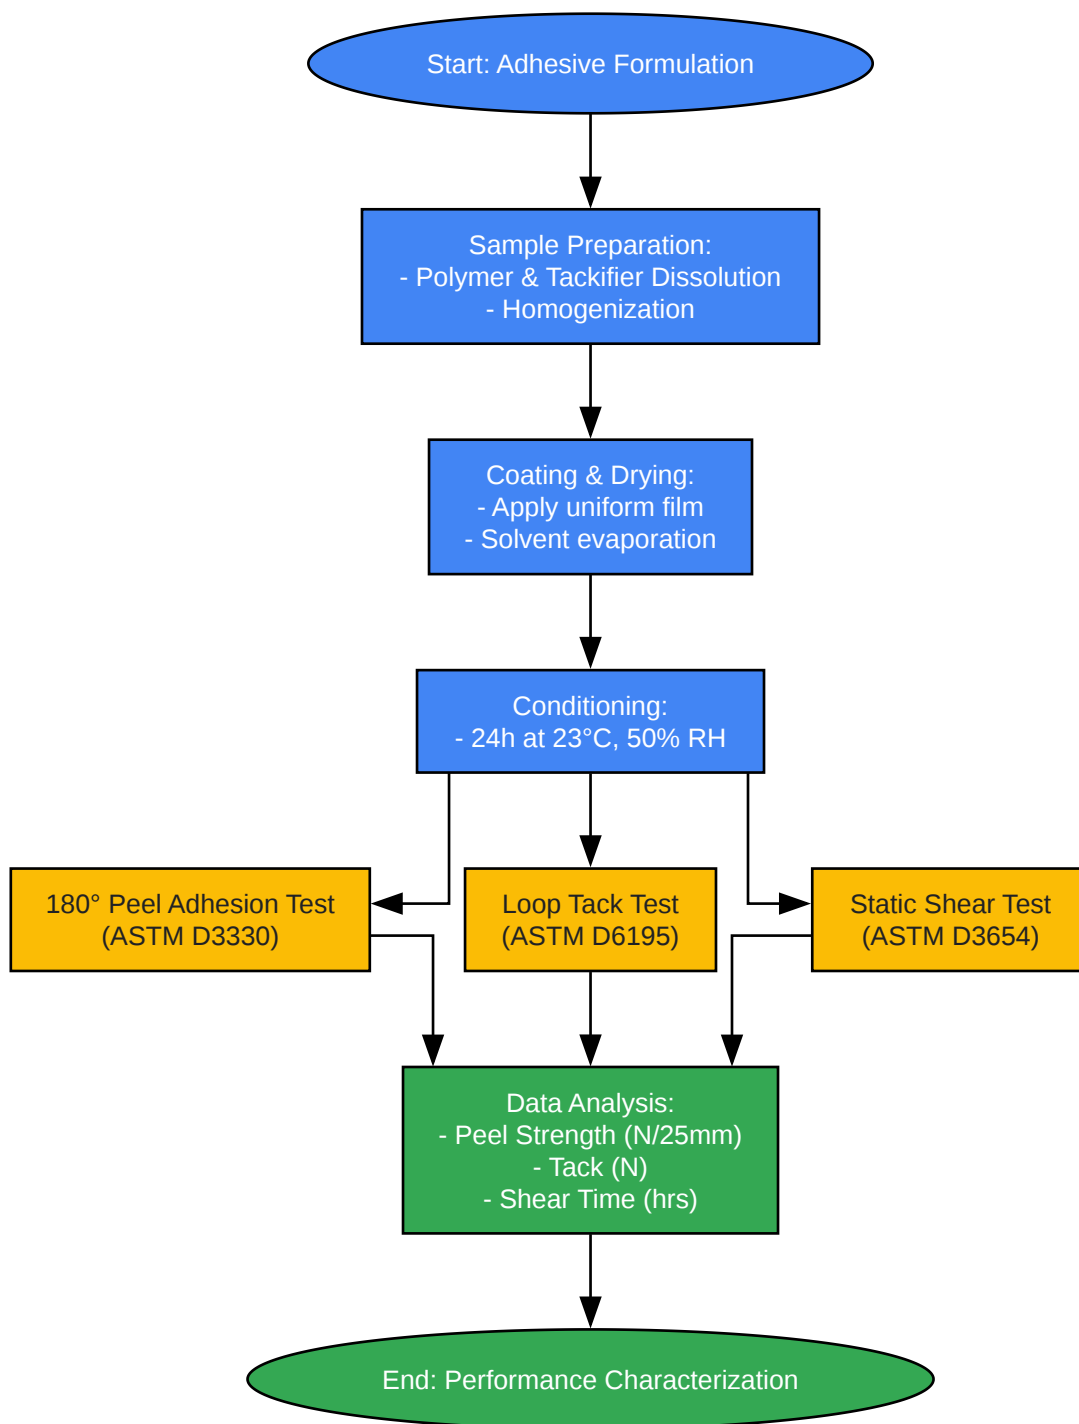 Start: Adhesive Formulation
Sample Preparation:
- Polymer & Tackifier Dissolution
- Homogenization
Coating & Drying:
- Apply uniform film
- Solvent evaporation
Conditioning:
- 24h at 23°C, 50% RH
180° Peel Adhesion Test
(ASTM D3330)
Loop Tack Test
(ASTM D6195)
Static Shear Test
(ASTM D3654)
Data Analysis:
- Peel Strength (N/25mm)
- Tack (N)
- Shear Time (hrs)
End: Performance Characterization